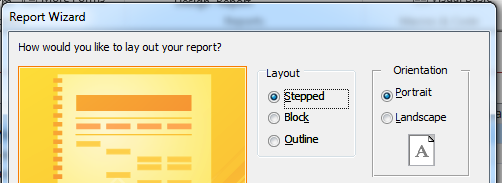 Report Wizard
How would you like to lay out your report?
Layout
Stepped
Block
Outline
Orientation
Portrait
Landscape
A